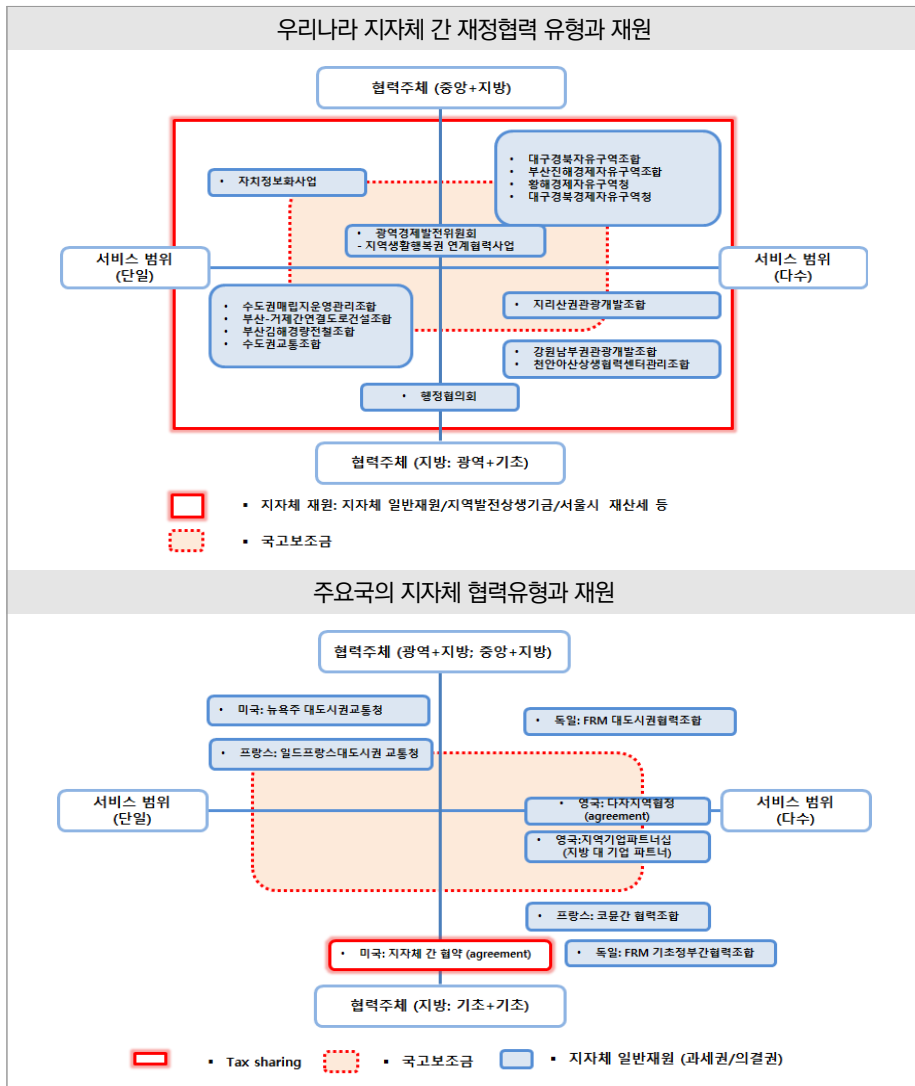 우리나라 지자체 간 재정협력 유형과 재원
협력주체 (중앙+지방)
• 대구경북자유구역조합
• 부산진해경제자유구역조합
• 황해경제자유구역청
• 대구경북경제자유구역청
• 자치정보화사업
• 광역경제발전위원회
- 지역생활행복권 연계협력사업
서비스 범위
(단일)
서비스 범위
(다수)
• 수도권매립지운영관리조합
• 부산-거제간연결도로건설조합
• 부산김해경량전철조합
• 수도권교통조합
• 지리산권관광개발조합
• 강원남부권관광개발조합
• 천안아산상생협력센터관리조합
• 행정협의회
협력주체 (지방: 광역+기초)
▪ 지자체 재원: 지자체 일반재원/지역발전상생기금/서울시 재산세 등
▪ 국고보조금
주요국의 지자체 협력유형과 재원
협력주체 (광역+지방; 중앙+지방)
• 미국: 뉴욕주 대도시권교통청
• 독일: FRM 대도시권협력조합
• 프랑스: 일드프랑스대도시권 교통청
서비스 범위
(단일)
• 영국: 다자지역협정
(agreement)
서비스 범위
(다수)
• 영국:지역기업파트너십
(지방 대 기업 파트너)
• 프랑스: 코뮨간 협력조합
• 미국: 지자체 간 협약 (agreement)
• 독일: FRM 기초정부간협력조합
협력주체 (지방: 기초+기초)
▪ Tax sharing
▪ 국고보조금
▪ 지자체 일반재원 (과세권/의결권)